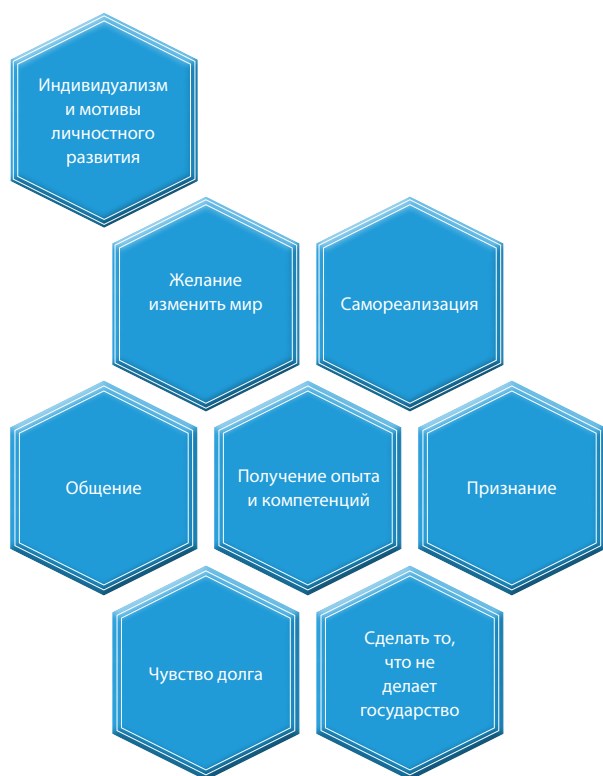 Индивидуализм
и мотивы
личностного
развития
Желание
изменить мир
Самореализация
Общение
Получение опыта
и компетенций
Признание
Чувство долга
Сделать то,
что не
делает
государство